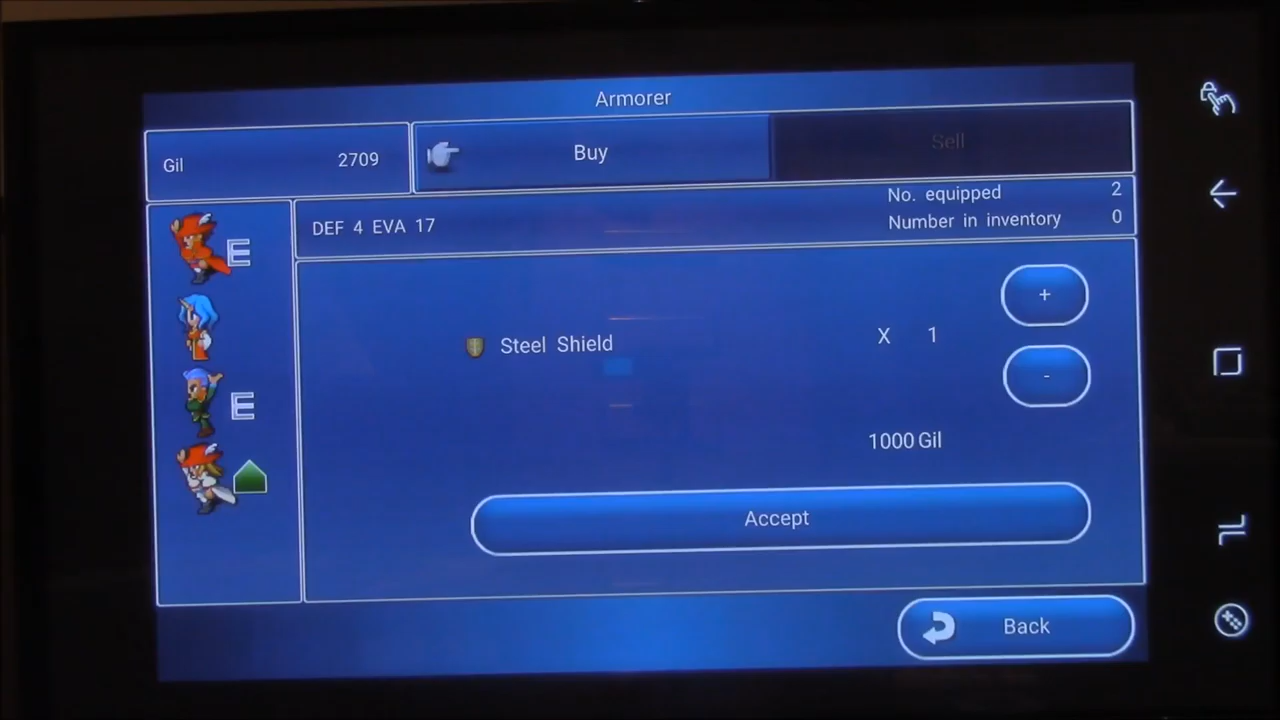 Armorer
Gil 2709
Buy
Sell
DEF 4 EVA 17
No. equipped 2
Number in inventory 0
E
E
+
Steel Shield X 1
-
1000 Gil
Accept
Back